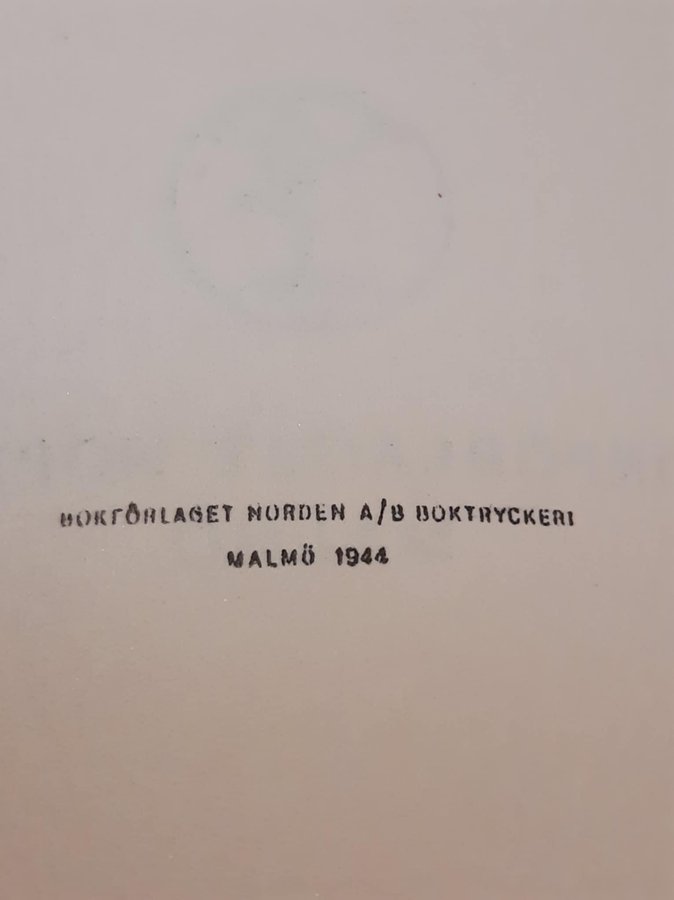 BOKFÖRLAGET NORDEN A/B BOKTRYCKERI
MALMÖ 1944